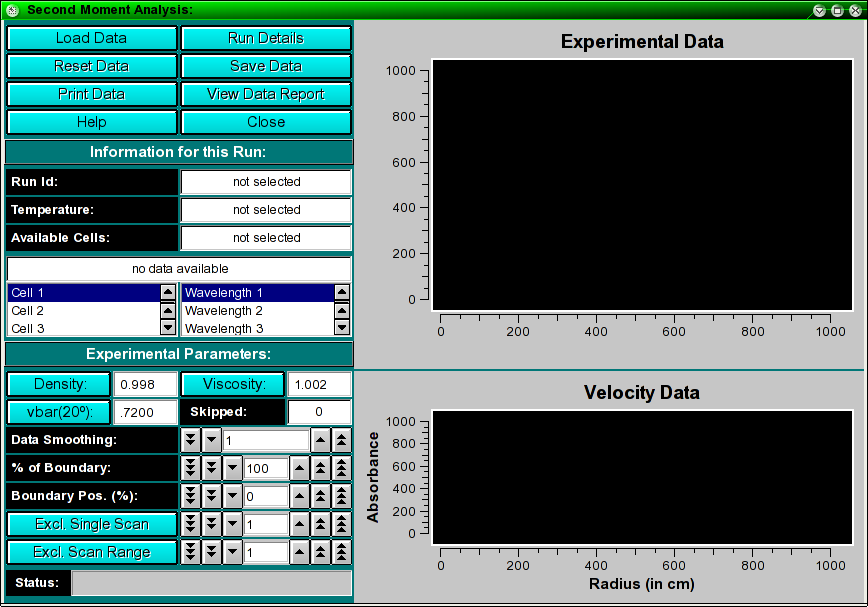 Second Moment Analysis:
Load Data
Run Details
Reset Data
Save Data
Print Data
View Data Report
Help
Close
Information for this Run:
Run Id:
not selected
Temperature:
not selected
Available Cells:
not selected
no data available
Cell 1
Cell 2
Cell 3
Wavelength 1
Wavelength 2
Wavelength 3
Experimental Parameters:
Density:
0.998
Viscosity:
1.002
vbar(20º):
.7200
Skipped:
0
Data Smoothing:
1
% of Boundary:
100
Boundary Pos. (%):
0
Excl. Single Scan
1
Excl. Scan Range
1
Status:
Experimental Data
1000
800
600
400
200
0
0 200 400 600 800 1000
Velocity Data
Absorbance
1000
800
600
400
200
0
0 200 400 600 800 1000
Radius (in cm)